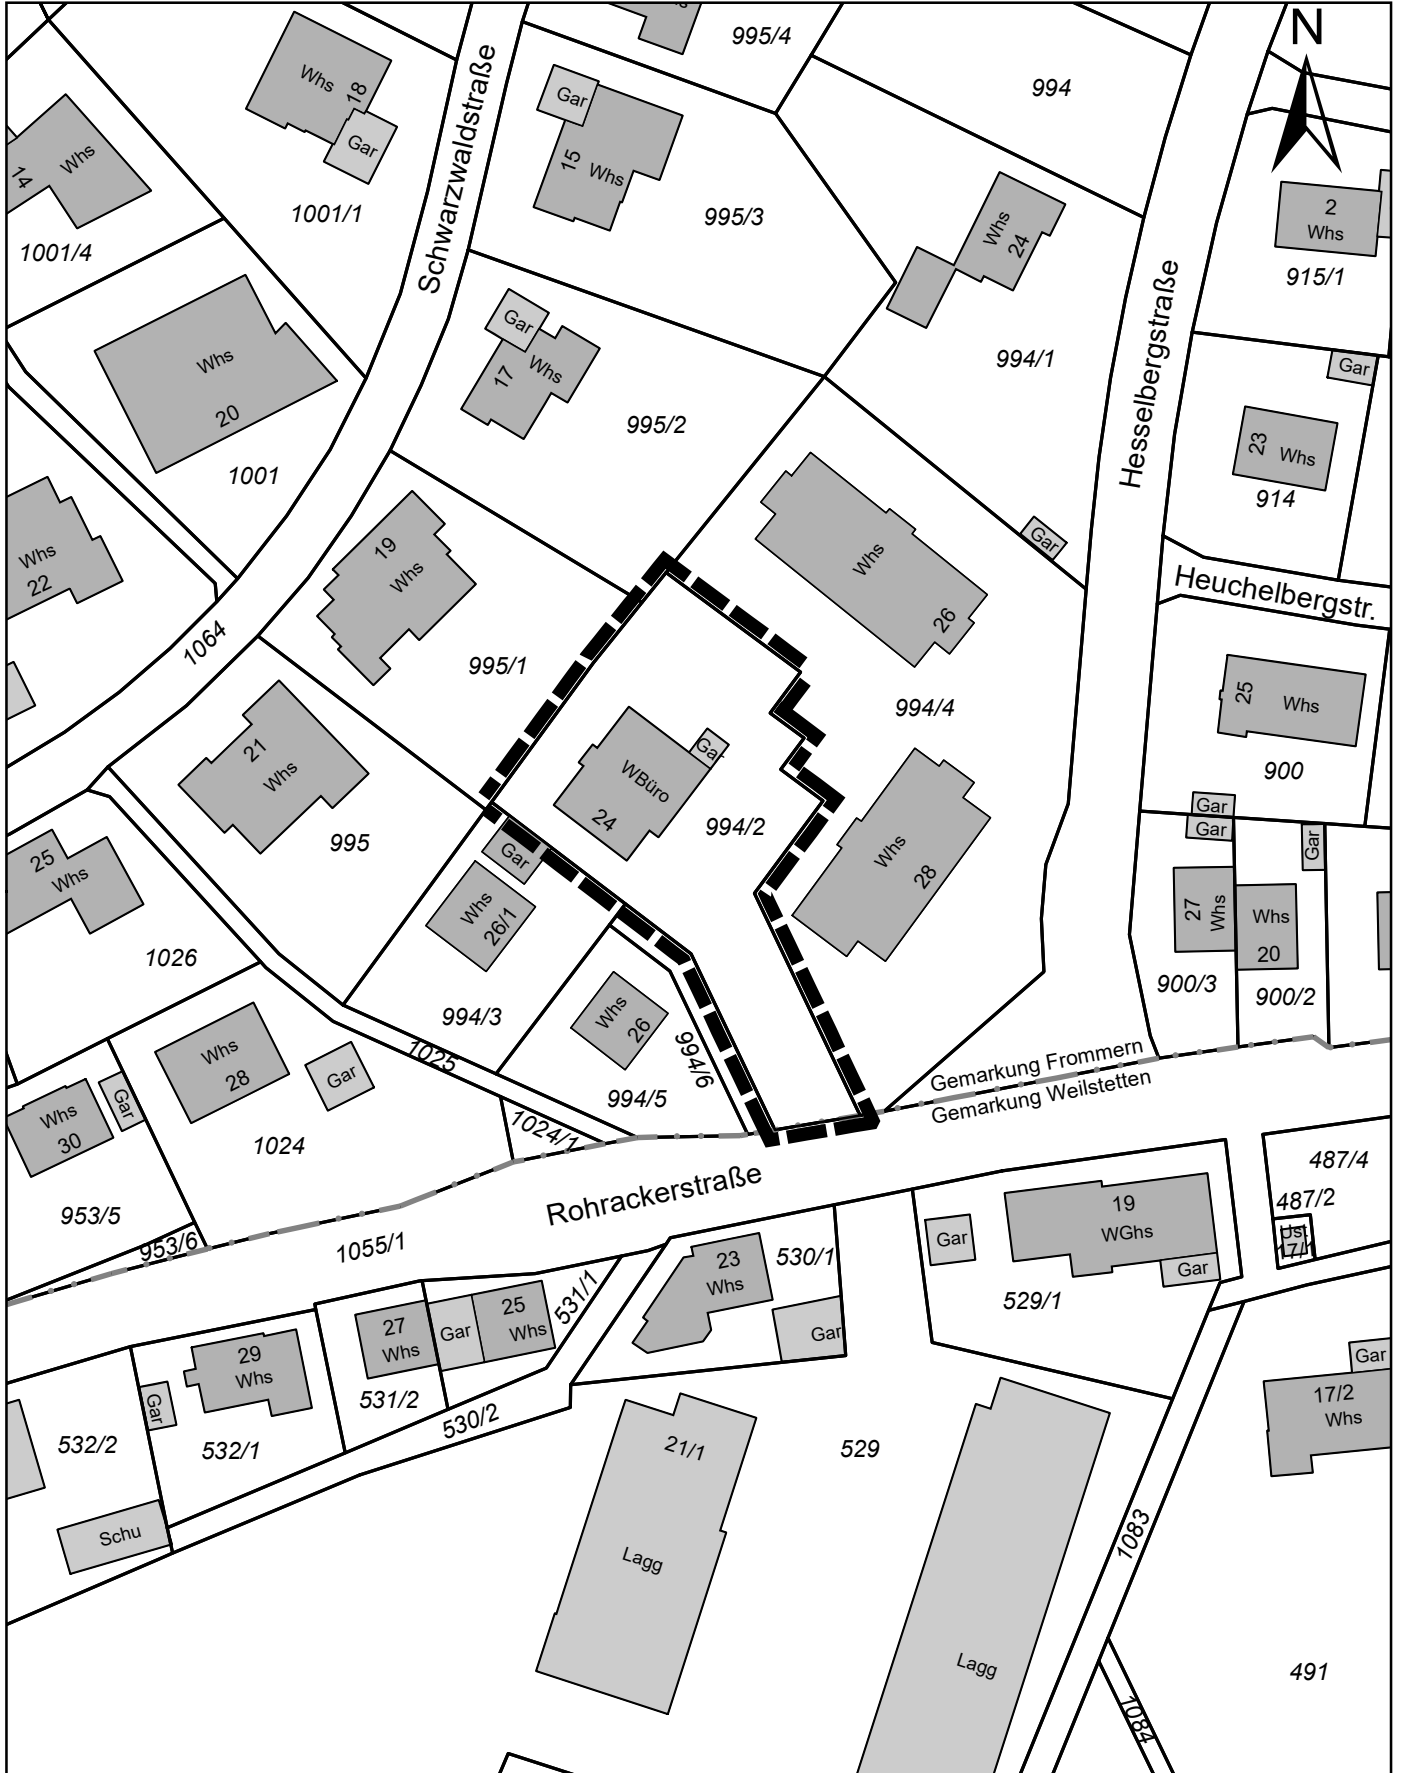 995/4
N
994
Whs
18
Gar
Schwarzwaldstraße
Gar
15
Whs
14
Whs
1001/1
1001/4
995/3
Whs
24
2
Whs
915/1
Hesselbergstraße
Gar
Whs
17
Whs
20
994/1
Gar
995/2
23
Whs
914
1001
Whs
22
19
Whs
Whs
26
Gar
Heuchelbergstr.
1064
995/1
994/4
25
Whs
900
21
Whs
Gar
WBüro
24
994/2
995
Gar
Gar
Gar
Gar
Whs
26/1
Whs
28
25
Whs
27
Whs
Whs
20
1026
900/3
900/2
994/3
Whs
26
994/6
1025
Whs
28
Gar
Gemarkung Frommern
Gemarkung Weilstetten
994/5
Whs
30
Gar
1024
1024/1
487/4
487/2
Rohrackerstraße
953/5
953/6
1055/1
19
WGhs
Gar
Gar
Ust
17/1
23
Whs
530/1
Gar
529/1
531/1
25
Whs
Gar
27
Whs
29
Whs
Gar
531/2
530/2
532/2
532/1
Gar
17/2
Whs
21/1
529
Schu
Lagg
1083
Lagg
491
1084